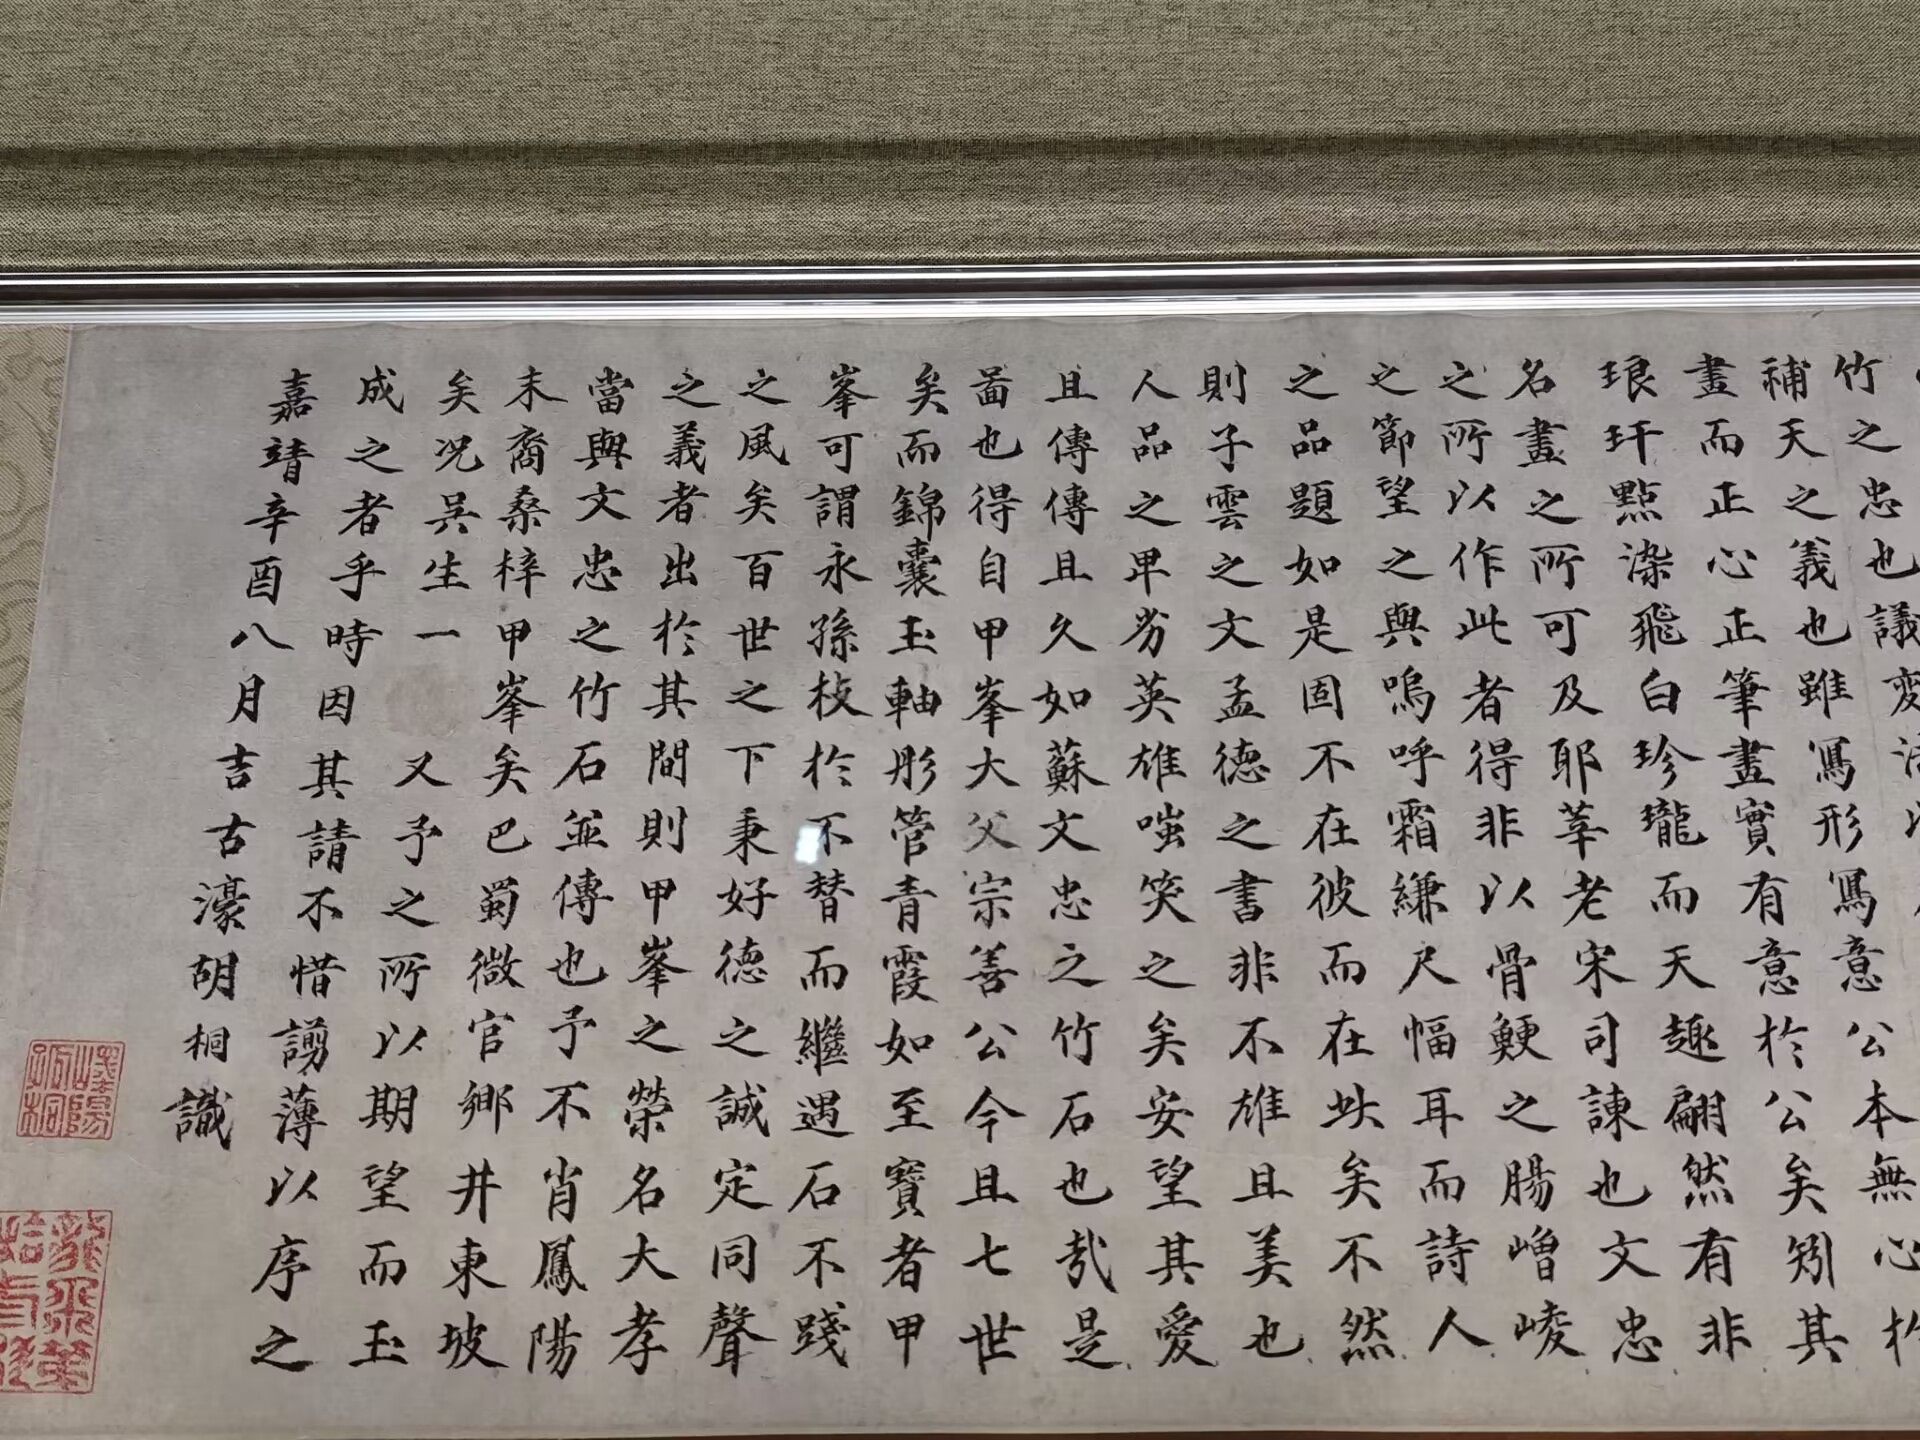 竹之忠也議變法
補天之義也雖寫形寫意公本無心於
畫而正心正筆畫實有意於公矣矧其
琅玕點染飛白珍瓏而天趣翩然有非
名畫之所可及耶莘老宋司諫也文忠
之所以作此者得非以骨鯁之腸嶒崚
之節望之與嗚呼霜縑尺幅耳而詩人
之品題如是固不在彼而在此矣不然
則子雲之文孟德之書非不雄且美也
人品之卑劣英雄嗤笑之矣安望其愛
且傳傳且久如蘇文忠之竹石也哉是
啚也得自甲峯大父宗善公今且七世
矣而錦囊玉軸彤管青霞如至寶者甲
峯可謂永孫枝於不替而繼遇石不踐
之風矣百世之下秉好德之誠定同聲
之義者出於其間則甲峯之榮名大孝
當與文忠之竹石並傳也予不肖鳳陽
末裔桑梓甲峯矣巴蜀微官鄉井東坡
矣况吳生一 又予之所以期望而玉
成之者乎時因其請不惜謭薄以序之
嘉靖辛酉八月吉古濠胡桐識